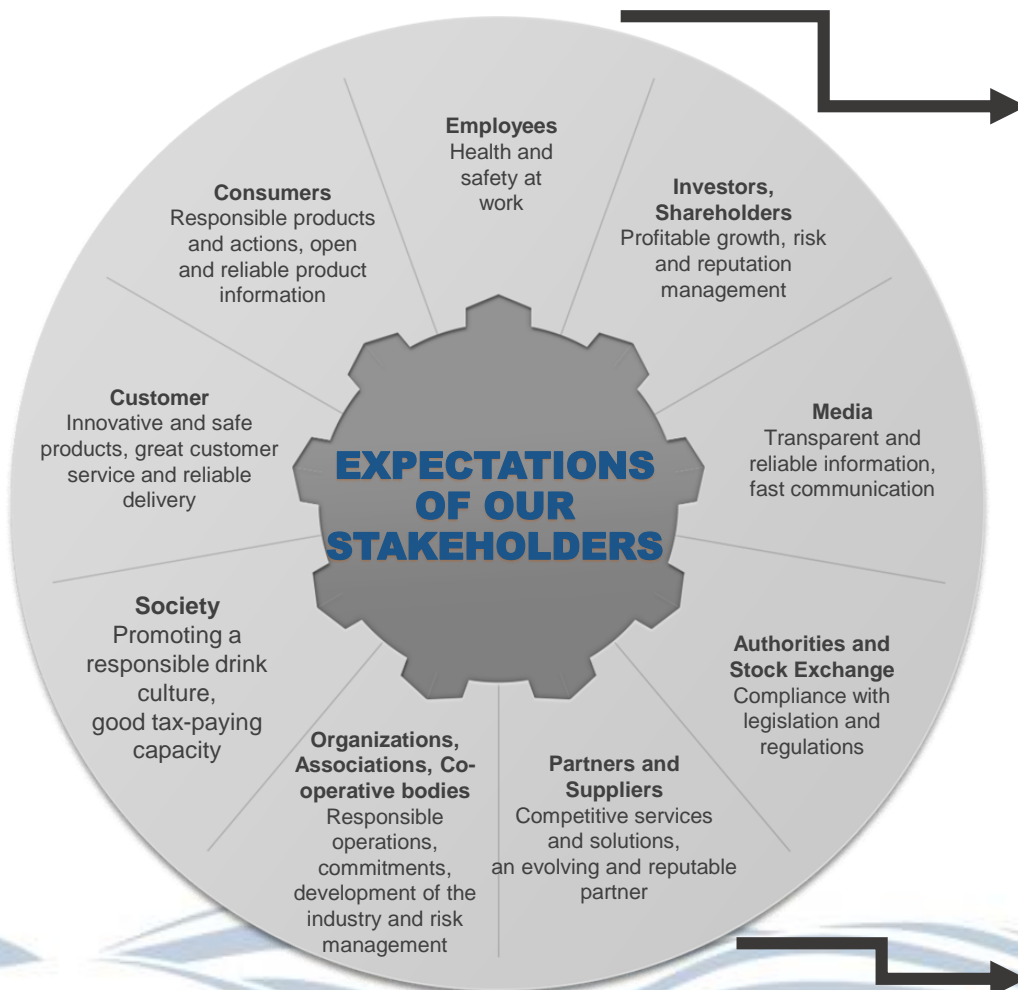 Employees
Health and
safety at
work
Investors,
Shareholders
Profitable growth, risk
and reputation
management
Media
Transparent and
reliable information,
fast communication
Authorities and
Stock Exchange
Compliance with
legislation and
regulations
Partners and
Suppliers
Competitive services
and solutions,
an evolving and reputable
partner
Organizations,
Associations, Co-
operative bodies
Responsible
operations,
commitments,
development of the
industry and risk
management
Society
Promoting a
responsible drink
culture,
good tax-paying
capacity
Customer
Innovative and safe
products, great customer
service and reliable
delivery
Consumers
Responsible products
and actions, open
and reliable product
information
EXPECTATIONS
OF OUR
STAKEHOLDERS